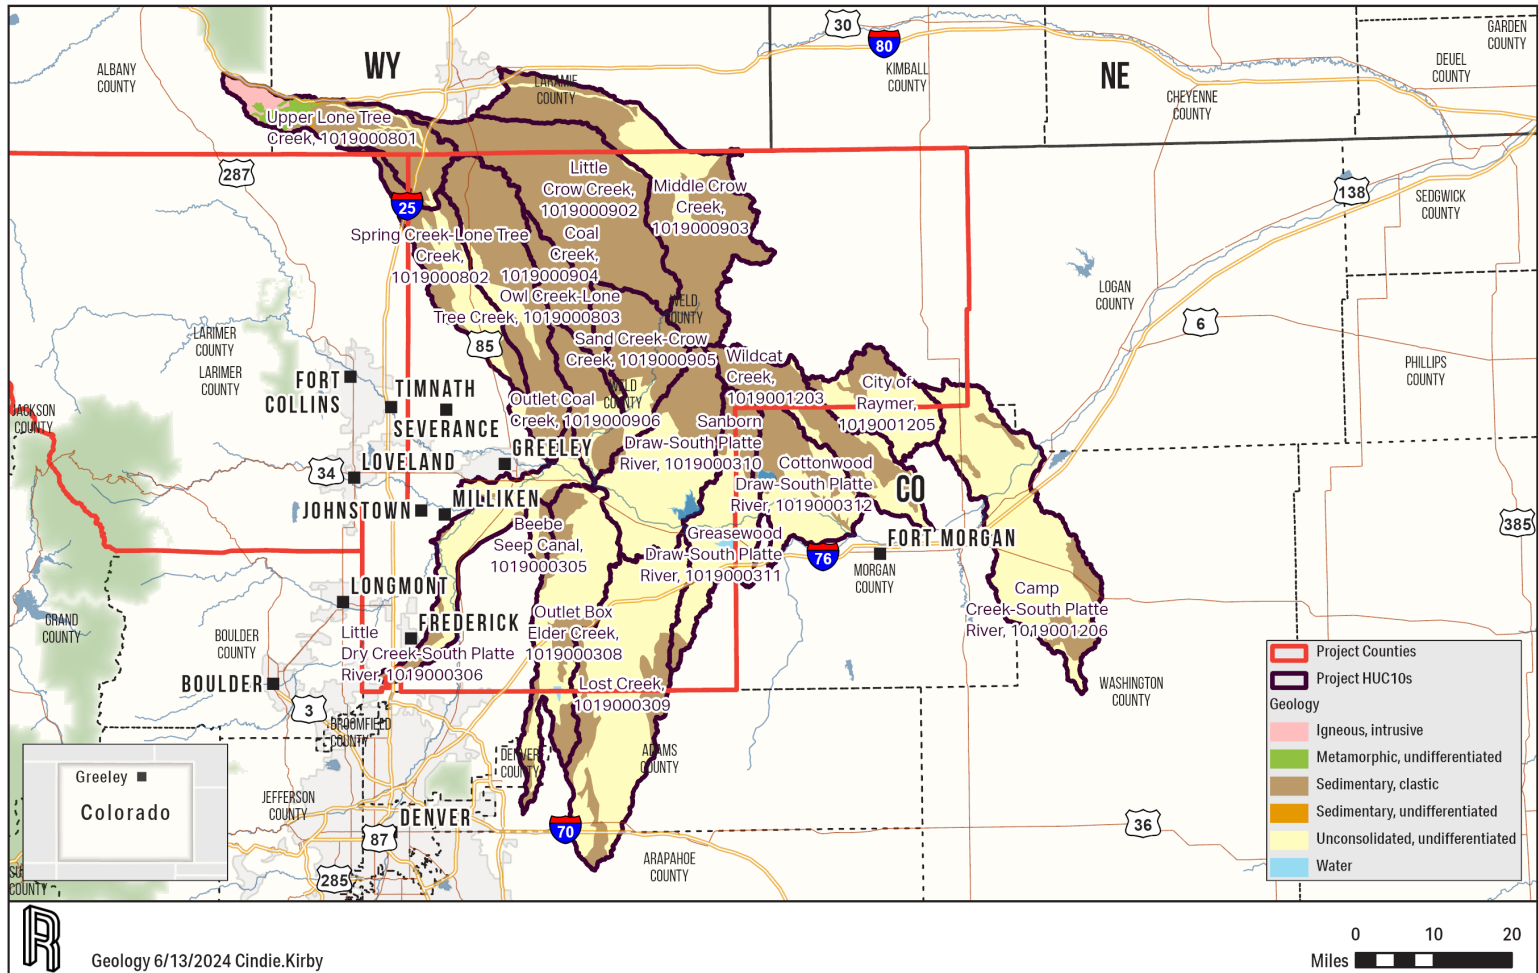 WY
NE
CO
30
80
GARDEN
COUNTY
DEUEL
COUNTY
ALBANY
COUNTY
LARAMIE
COUNTY
KIMBALL
COUNTY
CHEYENNE
COUNTY
Upper Lone Tree
Creek, 1019000801
287
25
Little
Crow Creek,
1019000902
Middle Crow
Creek,
1019000903
138
SEDGWICK
COUNTY
Spring Creek-Lone Tree
Creek,
1019000802
Coal
Creek,
1019000904
Owl Creek-Lone
Tree Creek, 1019000803
WELD
COUNTY
LOGAN
COUNTY
6
85
LARIMER
COUNTY
LARIMER
COUNTY
Sand Creek-Crow
Creek, 1019000905
Wildcat
Creek,
1019001203
City of
Raymer,
1019001205
PHILLIPS
COUNTY
FORT
COLLINS
TIMNATH
SEVERANCE
WELD
COUNTY
JACKSON
COUNTY
Outlet Coal
Creek, 1019000906
Sanborn
Draw-South Platte
River, 1019000310
GREELEY
34
LOVELAND
Cottonwood
Draw-South Platte
River, 1019000312
JOHNSTOWN
MILLIKEN
385
Beebe
Seep Canal,
1019000305
Greasewood
Draw-South Platte
River, 1019000311
76
FORT MORGAN
MORGAN
COUNTY
LONGMONT
Camp
Creek-South Platte
River, 1019001206
GRAND
COUNTY
BOULDER
COUNTY
FREDERICK
Little
Dry Creek-South Platte
River, 1019000306
Outlet Box
Elder Creek,
1019000308
Lost Creek,
1019000309
BOULDER
3
BROOMFIELD
COUNTY
WASHINGTON
COUNTY
DENVER
COUNTY
ADAMS
COUNTY
JEFFERSON
COUNTY
DENVER
70
87
36
285
ARAPAHOE
COUNTY
COUNTY
Greeley
Colorado
Project Counties
Project HUC10s
Geology
Igneous, intrusive
Metamorphic, undifferentiated
Sedimentary, clastic
Sedimentary, undifferentiated
Unconsolidated, undifferentiated
Water
R
Geology 6/13/2024 Cindie.Kirby
0 10 20
Miles